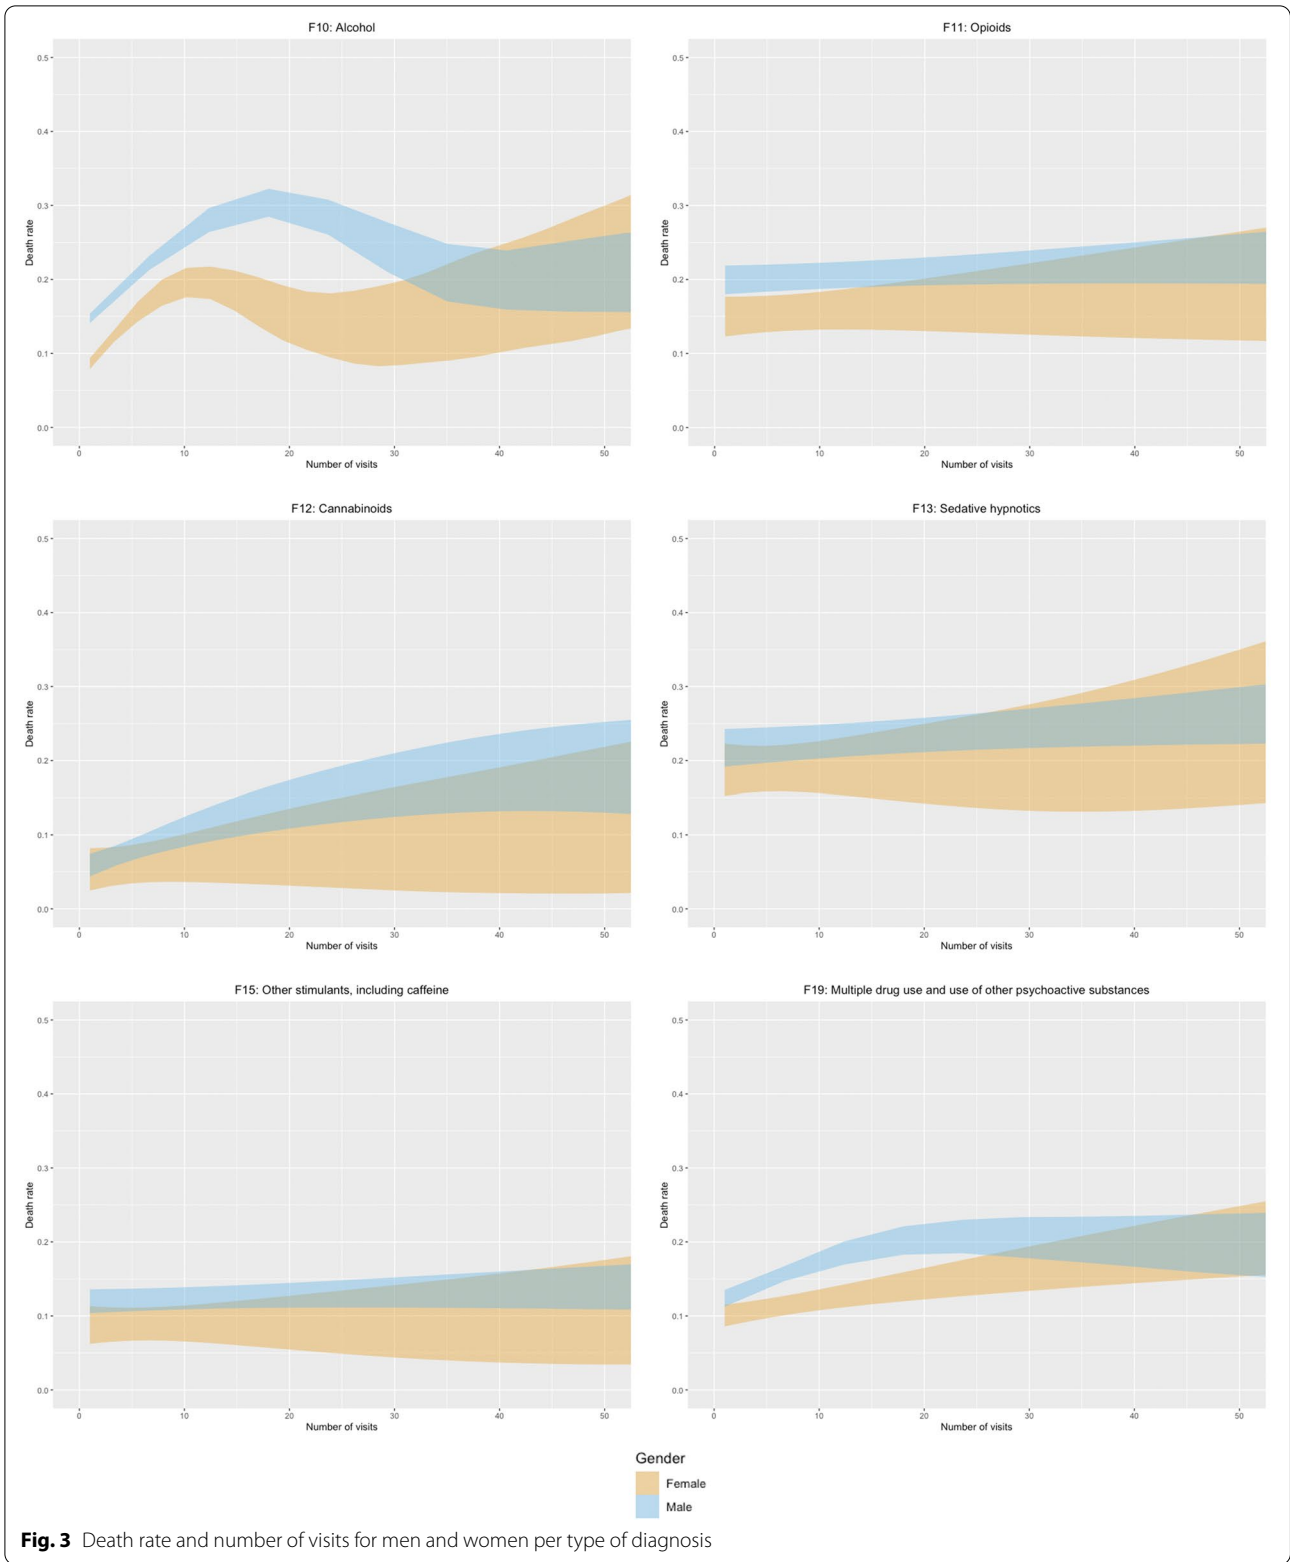 F10: Alcohol
0.5
0.4
0.3
0.2
0.1
0.0
Death rate
0 10 20 30 40 50
Number of visits
F11: Opioids
0.5
0.4
0.3
0.2
0.1
0.0
Death rate
0 10 20 30 40 50
Number of visits
F12: Cannabinoids
0.5
0.4
0.3
0.2
0.1
0.0
Death rate
0 10 20 30 40 50
Number of visits
F13: Sedative hypnotics
0.5
0.4
0.3
0.2
0.1
0.0
Death rate
0 10 20 30 40 50
Number of visits
F15: Other stimulants, including caffeine
0.5
0.4
0.3
0.2
0.1
0.0
Death rate
0 10 20 30 40 50
Number of visits
F19: Multiple drug use and use of other psychoactive substances
0.5
0.4
0.3
0.2
0.1
0.0
Death rate
0 10 20 30 40 50
Number of visits
Gender
Female
Male
Fig. 3 Death rate and number of visits for men and women per type of diagnosis